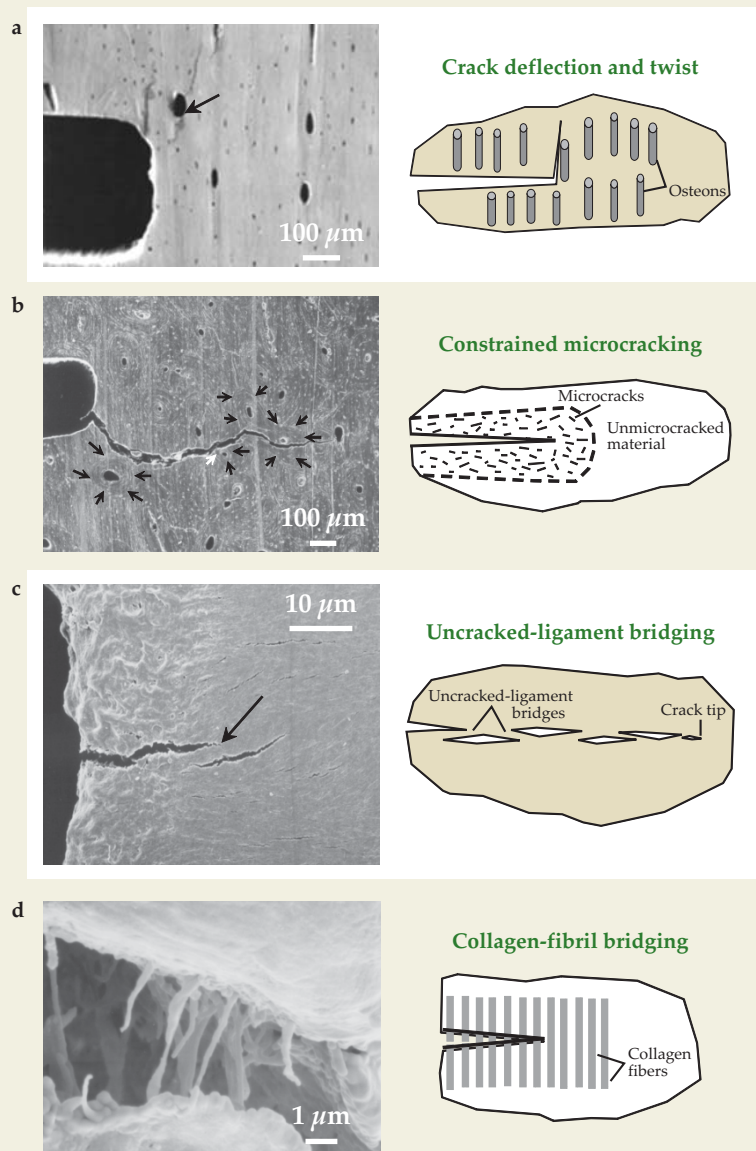 a
Crack deflection and twist
Osteons
100 µm
b
Constrained microcracking
Microcracks
Unmicrocracked
material
100 µm
c
10 µm
Uncracked-ligament bridging
Uncracked-ligament
bridges
Crack tip
d
Collagen-fibril bridging
Collagen
fibers
1 µm